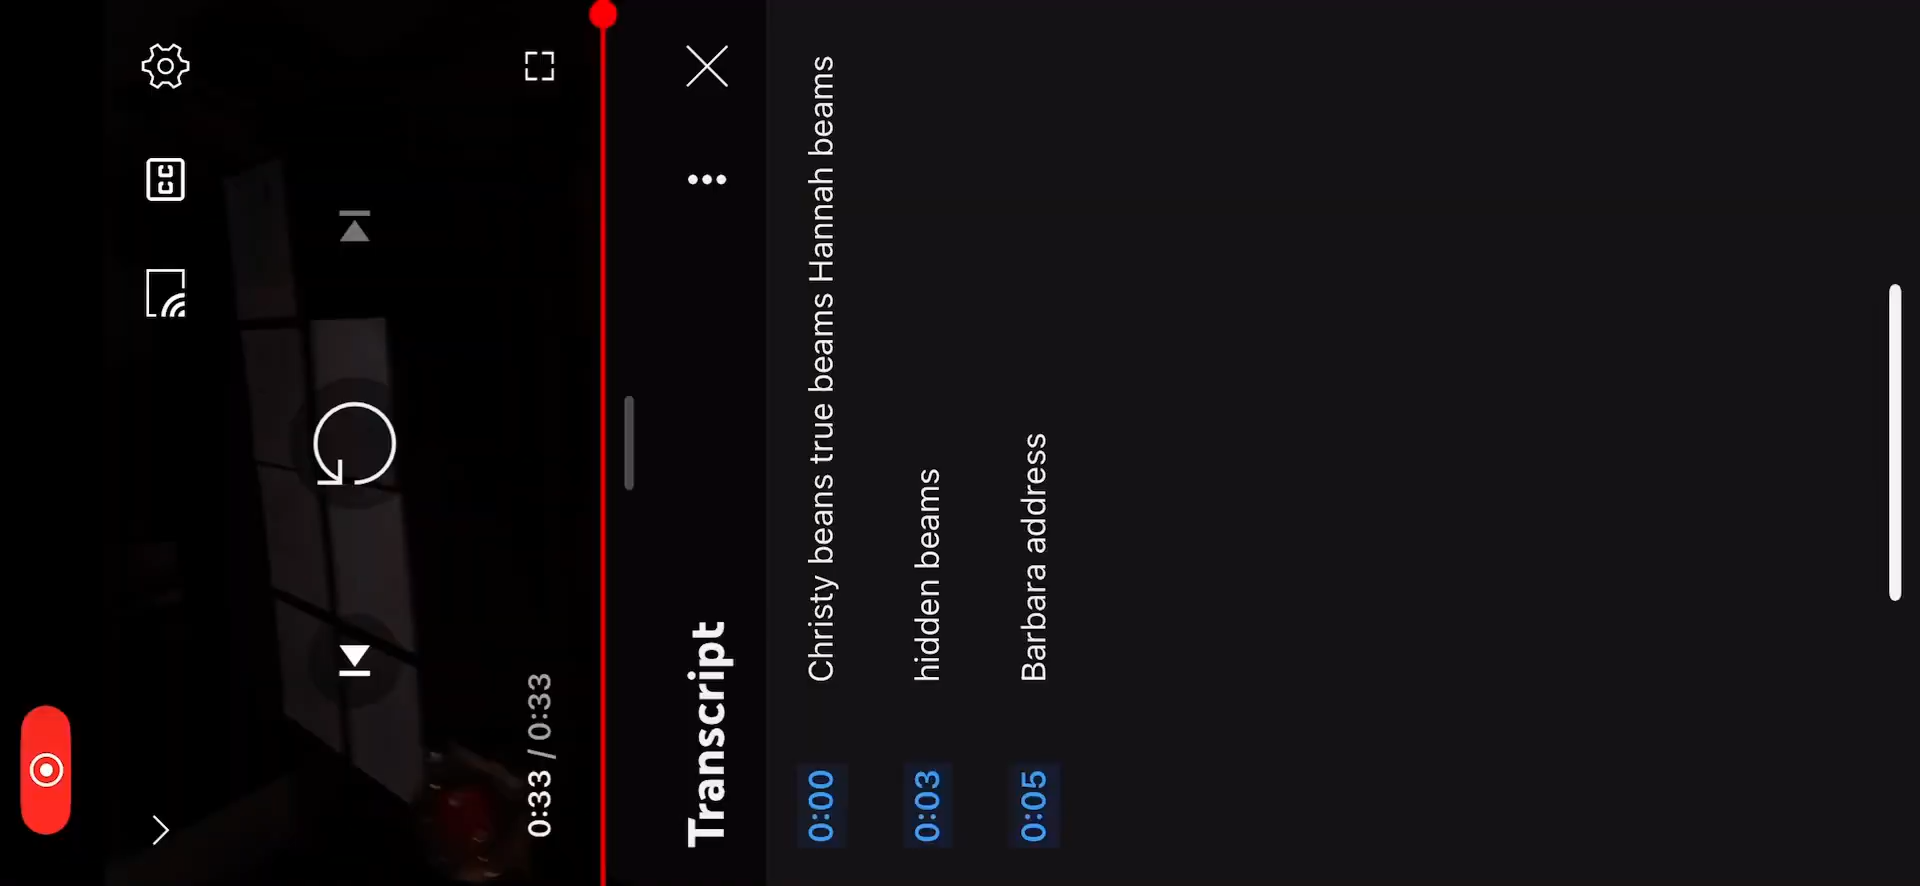 CC
0:33 / 0:33
Transcript
0:00 Christy beans true beams Hannah beams
0:03 hidden beams
0:05 Barbara address